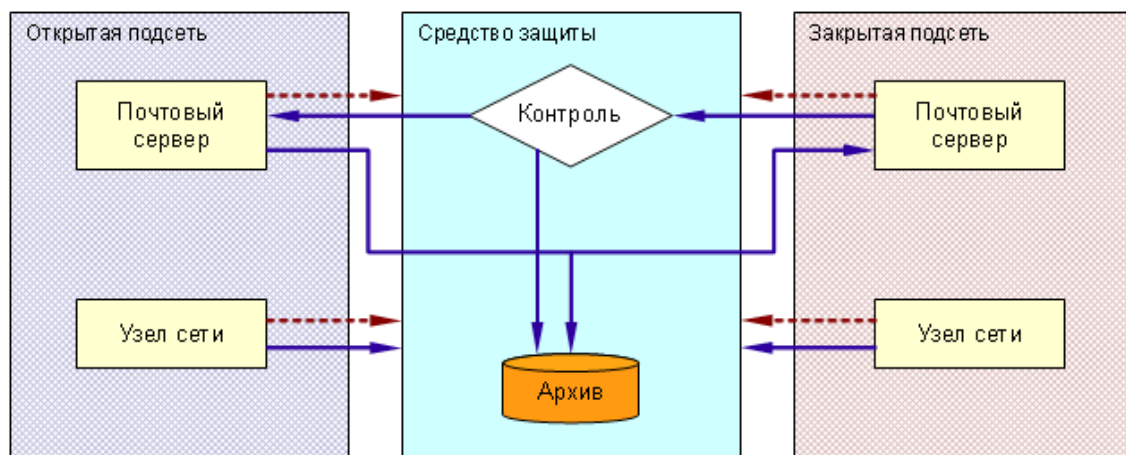 Открытая подсеть
Средство защиты
Закрытая подсеть
Почтовый
сервер
Контроль
Почтовый
сервер
Узел сети
Узел сети
Архив